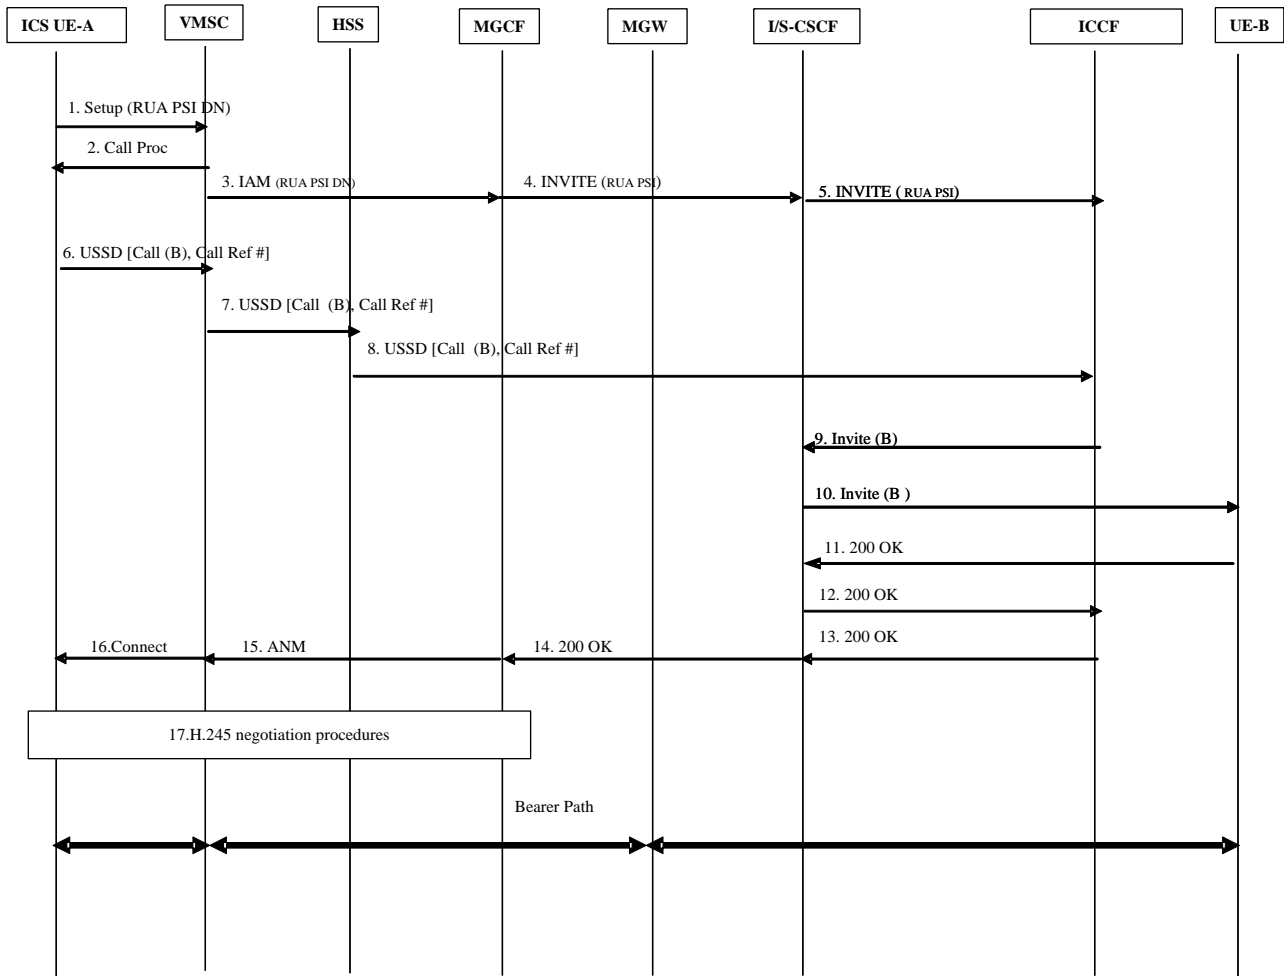 ICS UE-A
VMSC
HSS
MGCF
MGW
I/S-CSCF
ICCF
UE-B
1. Setup (RUA PSI DN)
2. Call Proc
3. IAM (RUA PSI DN)
4. INVITE (RUA PSI)
5. INVITE ( RUA PSI)
6. USSD [Call (B), Call Ref #]
7. USSD [Call (B), Call Ref #]
8. USSD [Call (B), Call Ref #]
9. Invite (B)
10. Invite (B )
11. 200 OK
12. 200 OK
13. 200 OK
14. 200 OK
15. ANM
16.Connect
17.H.245 negotiation procedures
Bearer Path